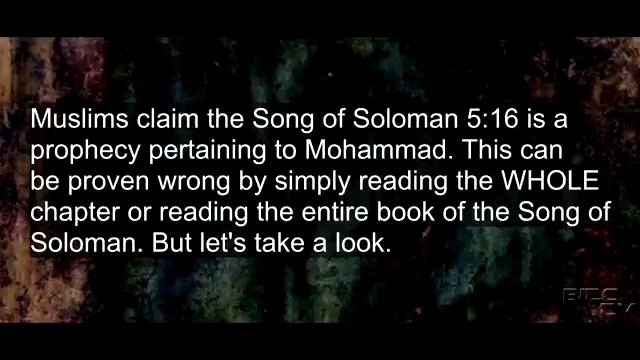 Muslims claim the Song of Soloman 5:16 is a
prophecy pertaining to Mohammad. This can
be proven wrong by simply reading the WHOLE
chapter or reading the entire book of the Song of
Soloman. But let's take a look.